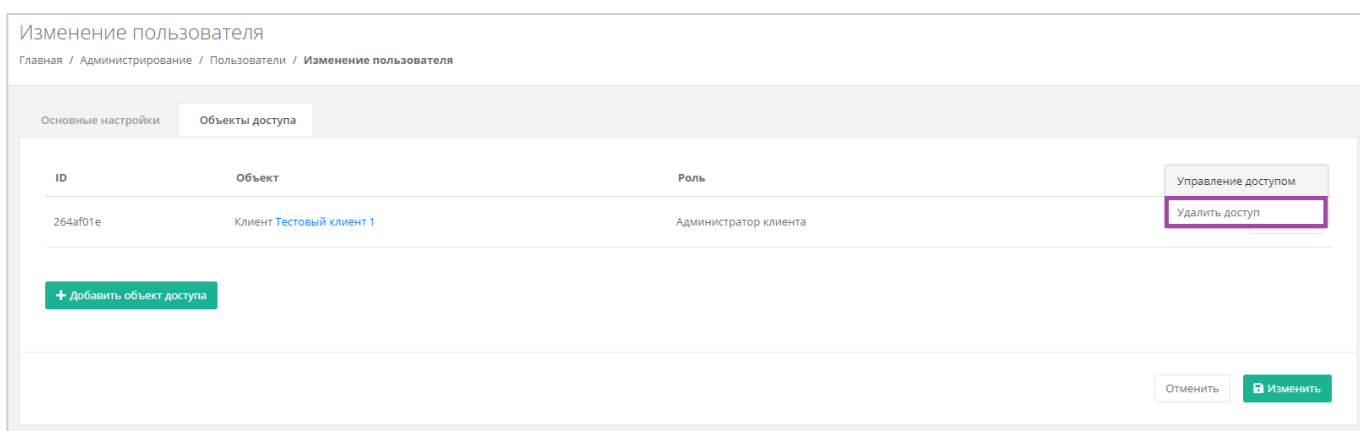 Изменение пользователя
Главная / Администрирование / Пользователи / Изменение пользователя
Основные настройки Объекты доступа
ID Объект Роль Управление доступом
264af01e Клиент Тестовый клиент 1 Администратор клиента Удалить доступ
+ Добавить объект доступа
Отменить Изменить